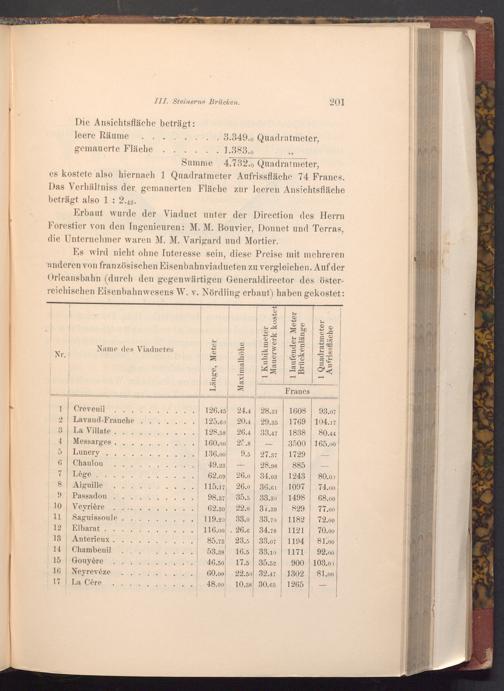 III. Steinerne Brücken. 201
Die Ansichtsfläche beträgt:
leere Räume . . . . . . . . 3.349.₀ Quadratmeter,
gemauerte Fläche . . . . . . 1.383.₀ „
Summe 4.732.₀ Quadratmeter,
es kostete also hiernach 1 Quadratmeter Aufrissfläche 74 Francs.
Das Verhältniss der gemauerten Fläche zur leeren Ansichtsfläche
beträgt also 1 : 2.₄₂.
Erbaut wurde der Viaduct unter der Direction des Herrn
Forestier von den Ingenieuren: M. M. Bouvier, Donnet und Terras,
die Unternehmer waren M. M. Varigard und Mortier.
Es wird nicht ohne Interesse sein, diese Preise mit mehreren
anderen von französischen Eisenbahnviaducten zu vergleichen. Auf der
Orleansbahn (durch den gegenwärtigen Generaldirector des öster-
reichischen Eisenbahnwesens W. v. Nördling erbaut) haben gekostet:
Nr. Name des Viaductes Länge, Meter Maximalhöhe 1 Kubikmeter Mauerwerk kostet 1 laufender Meter Brückenlänge 1 Quadratmeter Aufrissfläche
Francs
1 Creveuil . . . . . . . . . . 126.₄₅ 24.₄ 28.₂₁ 1608 93.₀₇
2 Lavaud-Franche . . . . . . . 125.₆₀ 20.₄ 29.₃₅ 1769 104.₁₇
3 La Villate . . . . . . . . . 128.₅₈ 26.₄ 33.₄₇ 1838 80.₄₄
4 Messarges . . . . . . . . . 160.₀₀ — 3500 165.₀₀
5 Lunery . . . . . . . . . . 136.₀₀ 9.₅ 27.₅₇ 1729 —
6 Chaulou . . . . . . . . . . 49.₂₂ — 28.₉₆ 885 —
7 Lège . . . . . . . . . . . 62.₀₉ 26.₀ 34.₀₃ 1243 80.₀₀
8 Aiguille . . . . . . . . . . 115.₁₇ 26.₀ 36.₆₁ 1097 74.₀₀
9 Passadou . . . . . . . . . 98.₃₇ 35.₅ 33.₂₀ 1498 68.₀₀
10 Veyrière . . . . . . . . . 62.₃₀ 22.₀ 34.₃₉ 829 77.₀₀
11 Saguissoule . . . . . . . . 119.₂₀ 33.₀ 33.₇₀ 1182 72.₀₀
12 Elbarat . . . . . . . . . . 116.₀₀ 26.₆ 34.₇₈ 1121 70.₀₀
13 Anterieux . . . . . . . . . 85.₇₃ 23.₅ 33.₀₇ 1194 81.₀₀
14 Chambeuil . . . . . . . . . 53.₂₈ 16.₅ 33.₁₀ 1171 92.₀₀
15 Gouyère . . . . . . . . . . 46.₅₀ 17.₅ 35.₅₂ 900 103.₀₁
16 Neyrevèze . . . . . . . . . 60.₀₀ 22.₅₀ 32.₄₇ 1302 81.₀₀
17 La Cère . . . . . . . . . . 48.₀₀ 10.₅₈ 30.₆₅ 1265 —